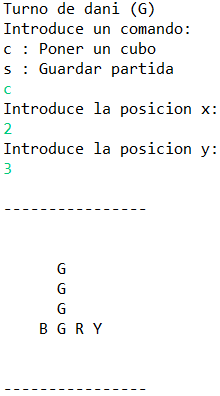 Turno de dani (G)
Introduce un comando:
c : Poner un cubo
s : Guardar partida
c
Introduce la posicion x:
2
Introduce la posicion y:
3
----------------
G
G
G
B G R Y
----------------